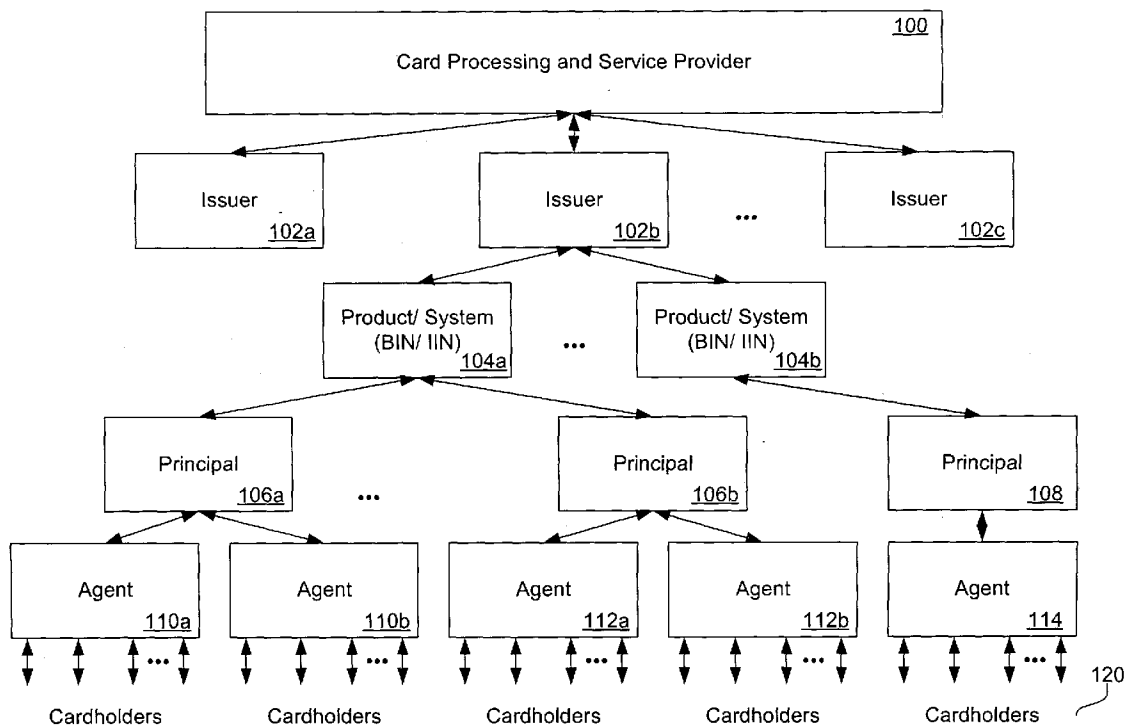 100
Card Processing and Service Provider
Issuer
102a
Issuer
102b
...
Issuer
102c
Product/ System
(BIN/ IIN)
104a
...
Product/ System
(BIN/ IIN)
104b
Principal
106a
...
Principal
106b
Principal
108
Agent
110a
Agent
110b
Agent
112a
Agent
112b
Agent
114
...
...
...
...
...
120
Cardholders
Cardholders
Cardholders
Cardholders
Cardholders